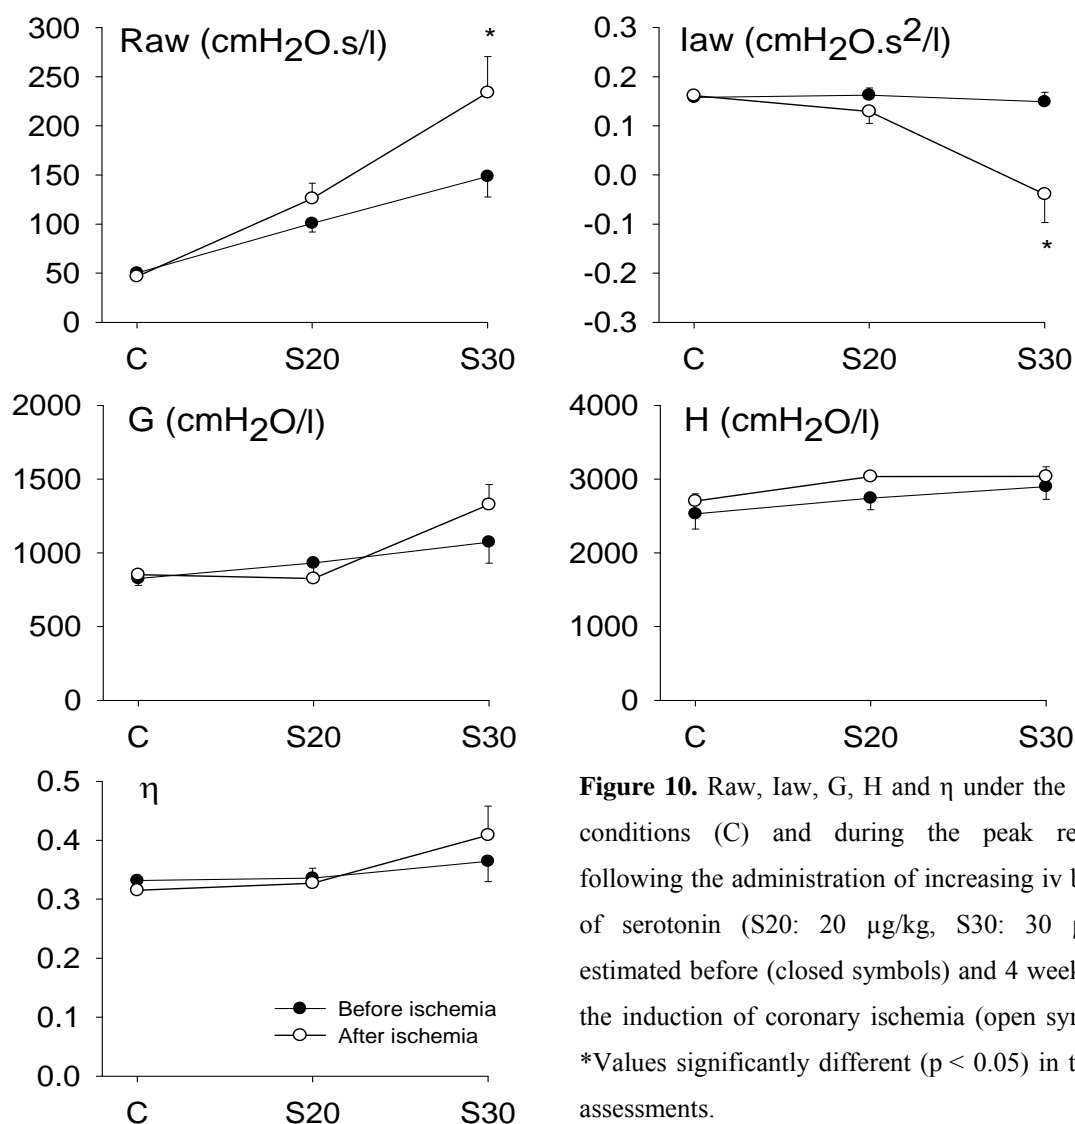 Raw (cmH2O.s/l)
*
300
250
200
150
100
50
0
C S20 S30
Iaw (cmH2O.s2/l)
0.3
0.2
0.1
0.0
-0.1
-0.2
-0.3
*
C S20 S30
G (cmH2O/l)
2000
1500
1000
500
0
C S20 S30
H (cmH2O/l)
4000
3000
2000
1000
0
C S20 S30
η
0.5
0.4
0.3
0.2
0.1
0.0
Before ischemia
After ischemia
C S20 S30
Figure 10. Raw, Iaw, G, H and η under the
conditions (C) and during the peak re
following the administration of increasing iv b
of serotonin (S20: 20 µg/kg, S30: 30 µ
estimated before (closed symbols) and 4 week
the induction of coronary ischemia (open sym
*Values significantly different (p < 0.05) in t
assessments.